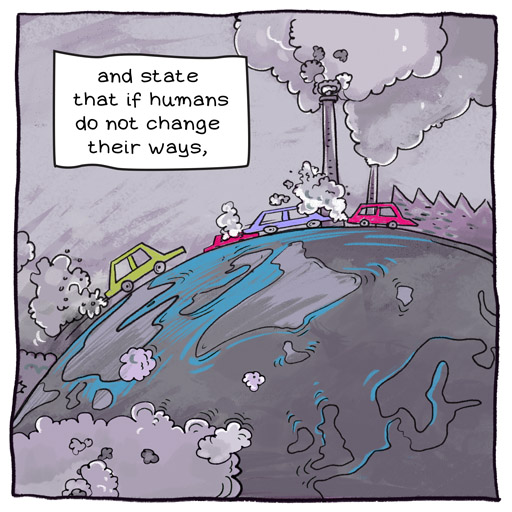 and state
that if humans
do not change
their ways,